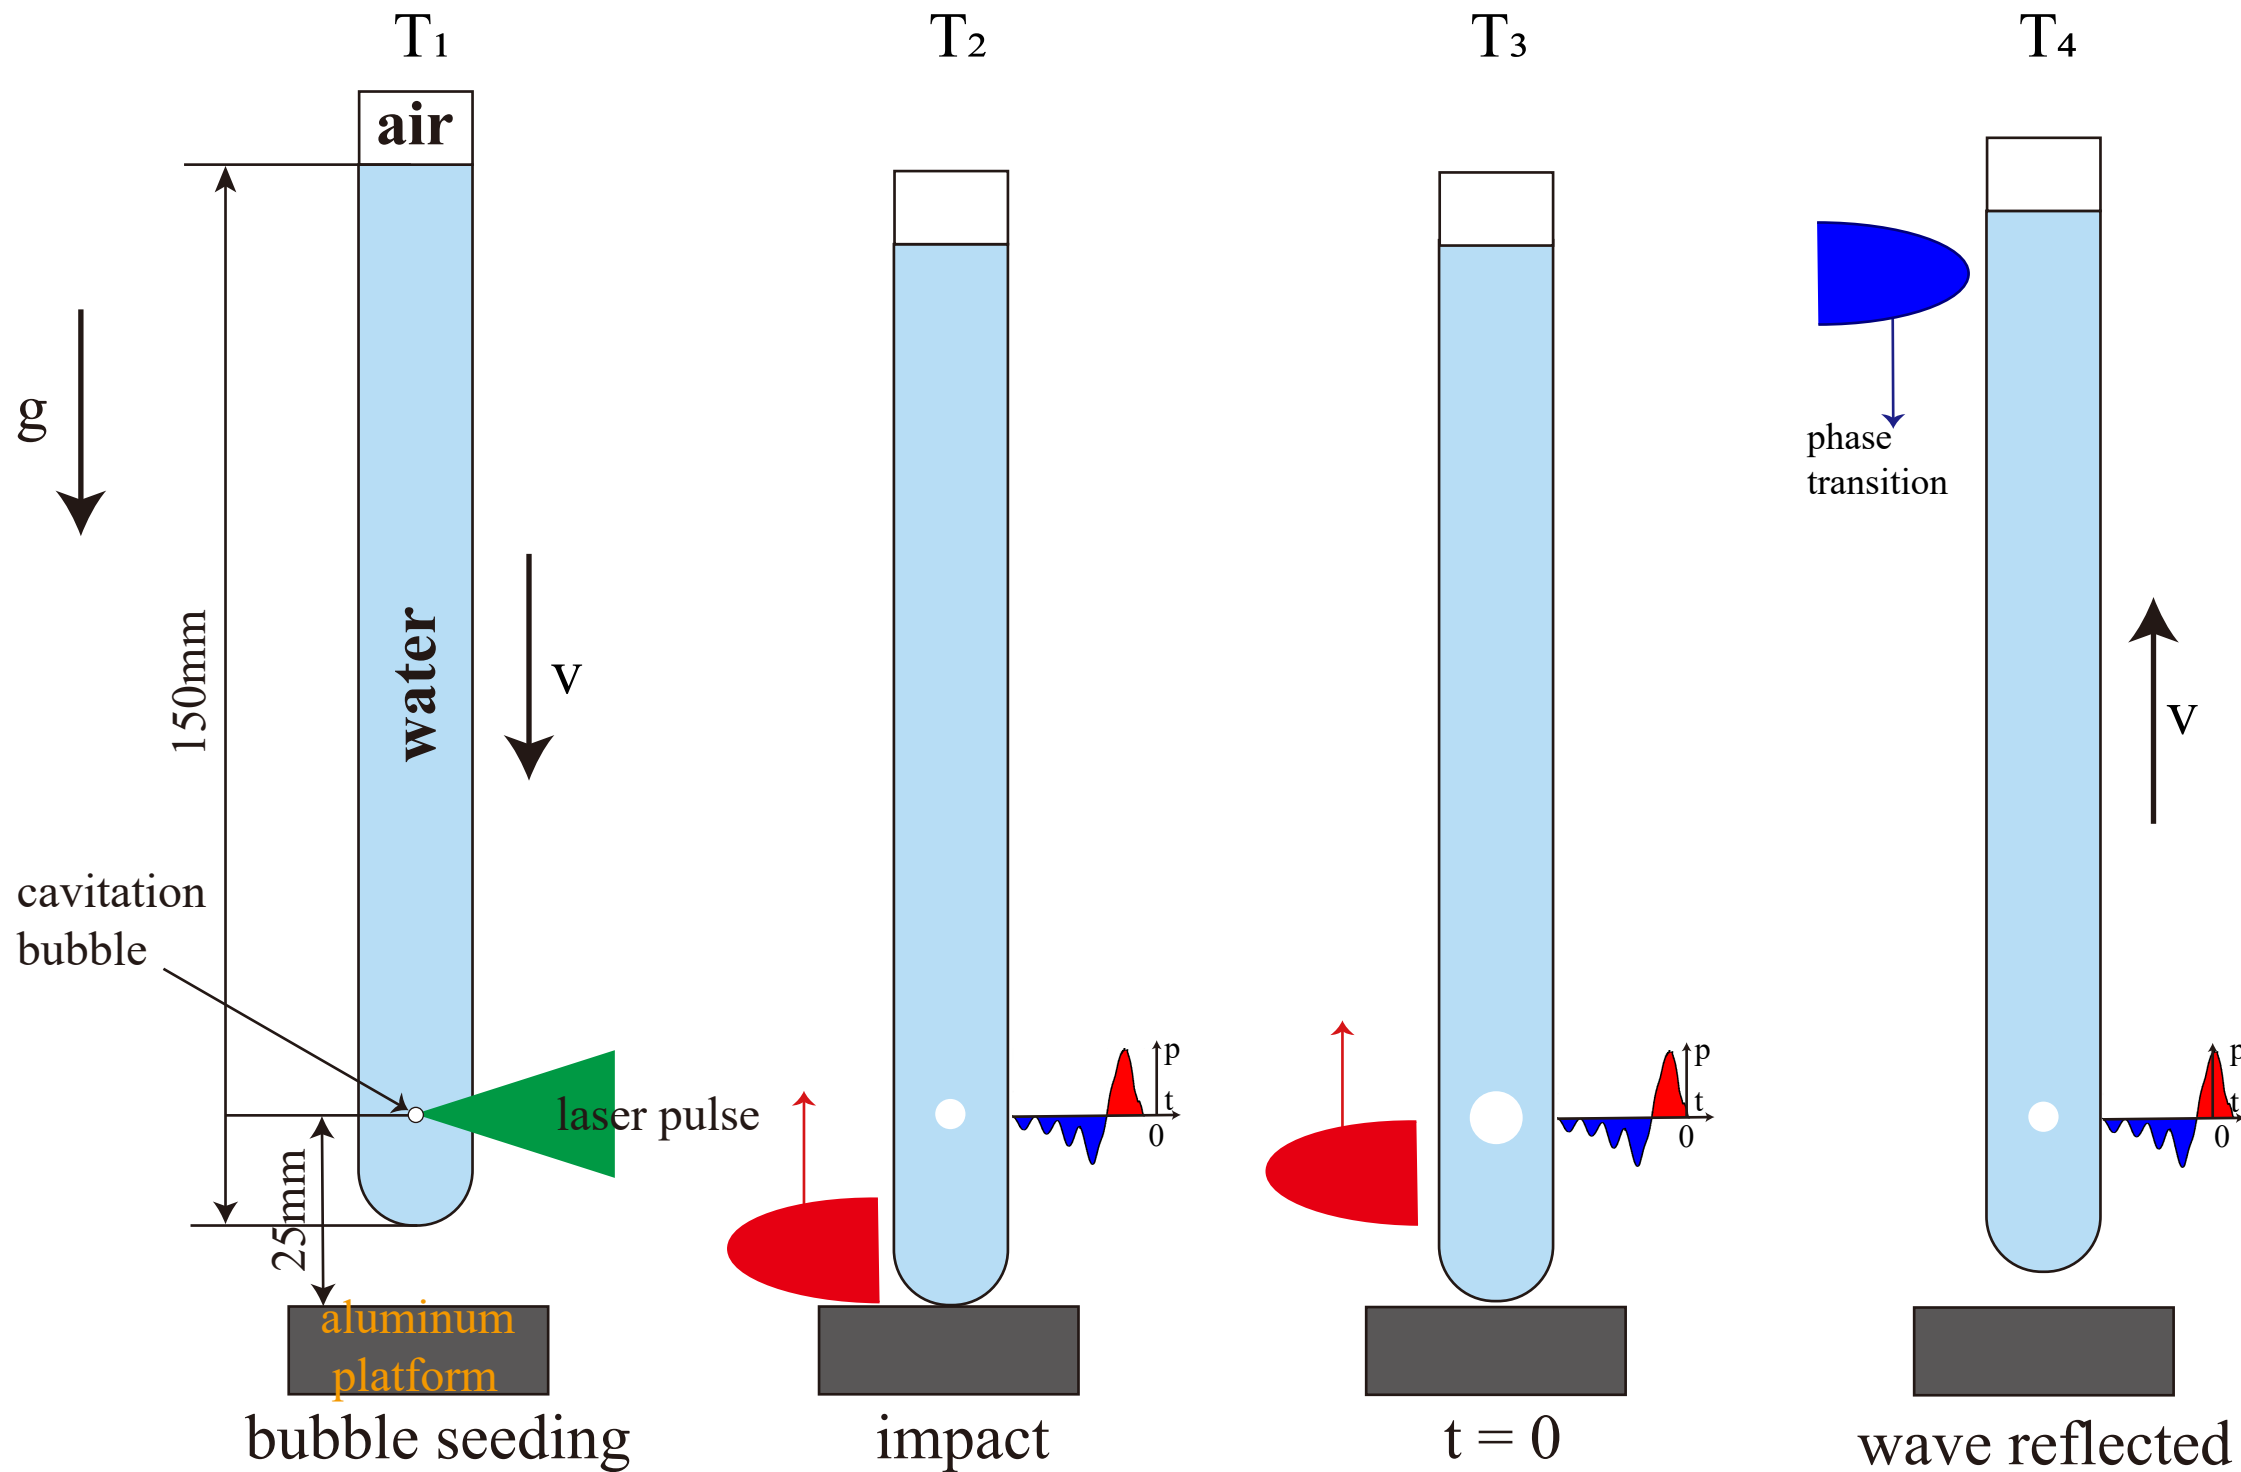 T₁
T₂
T₃
T₄
air
g
water
150mm
v
phase
transition
v
cavitation
bubble
laser pulse
25mm
p
t
0
p
t
0
p
t
0
aluminum
platform
bubble seeding
impact
t = 0
wave reflected